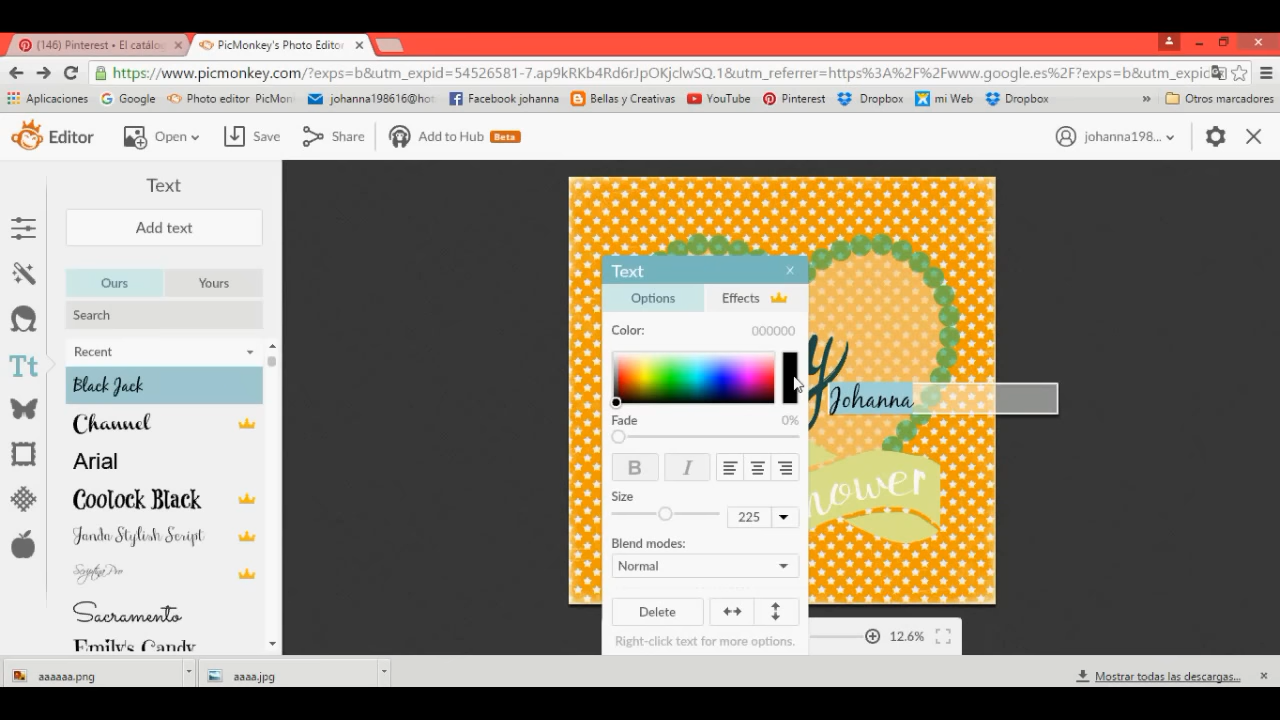 (146) Pinterest • El catálo
PicMonkey's Photo Editor
https://www.picmonkey.com/?exps=b&utm_expid=54526581-7.ap9RRKb4Rd6rJpOKjclwSQ.1&utm_referrer=https%3A%2F%2Fwww.google.es%2F?exps=b&utm_expid
Aplicaciones
Google
Photo editor PicMon
johanna198616@hot
Facebook johanna
Bellas y Creativas
YouTube
Pinterest
Dropbox
mi Web
Dropbox
»
Otros marcadores
Editor
Open
Save
Share
Add to Hub
Beta
johanna198...
Text
Add text
Ours
Yours
Search
Recent
Black Jack
Channel
Arial
Coolock Black
Janda Stylish Script
Scriptina Pro
Sacramento
Emily's Candy
Text
Options
Effects
Color:
000000
Fade
0%
B
I
Size
225
Blend modes:
Normal
Delete
Right-click text for more options.
y
Johanna
hower
12.6%
aaaaaa.png
aaaa.jpg
Mostrar todas las descargas...